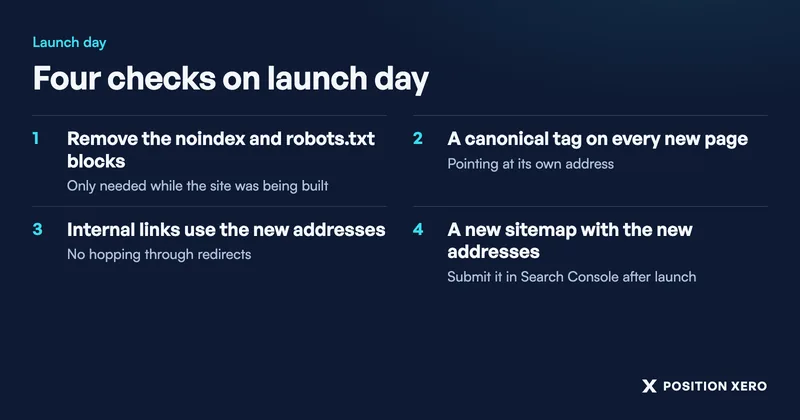 Launch day
Four checks on launch day
1
Remove the noindex and robots.txt
blocks
Only needed while the site was being built
2
A canonical tag on every new page
Pointing at its own address
3
Internal links use the new addresses
No hopping through redirects
4
A new sitemap with the new
addresses
Submit it in Search Console after launch
POSITION XERO